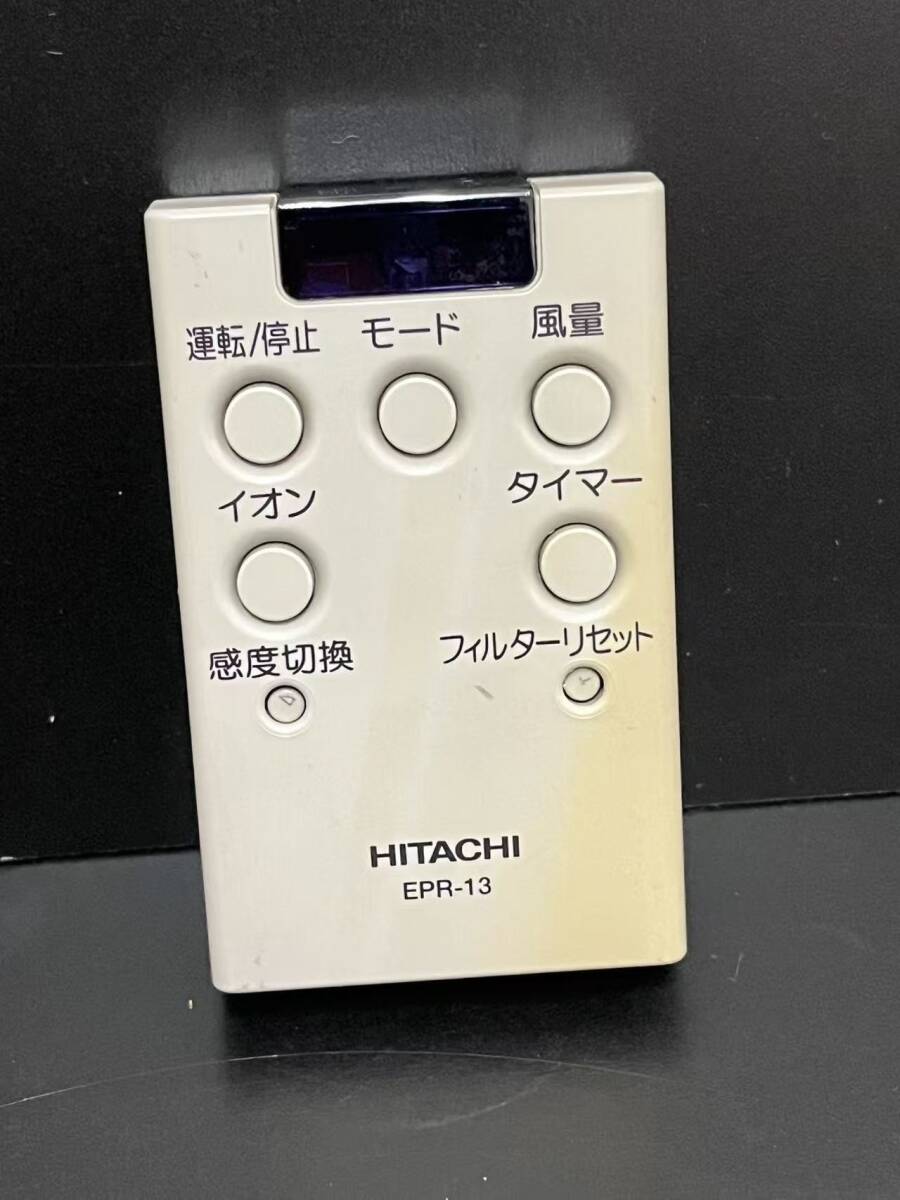 運転/停止 モード 風量
イオン タイマー
感度切換 フィルターリセット
HITACHI
EPR-13